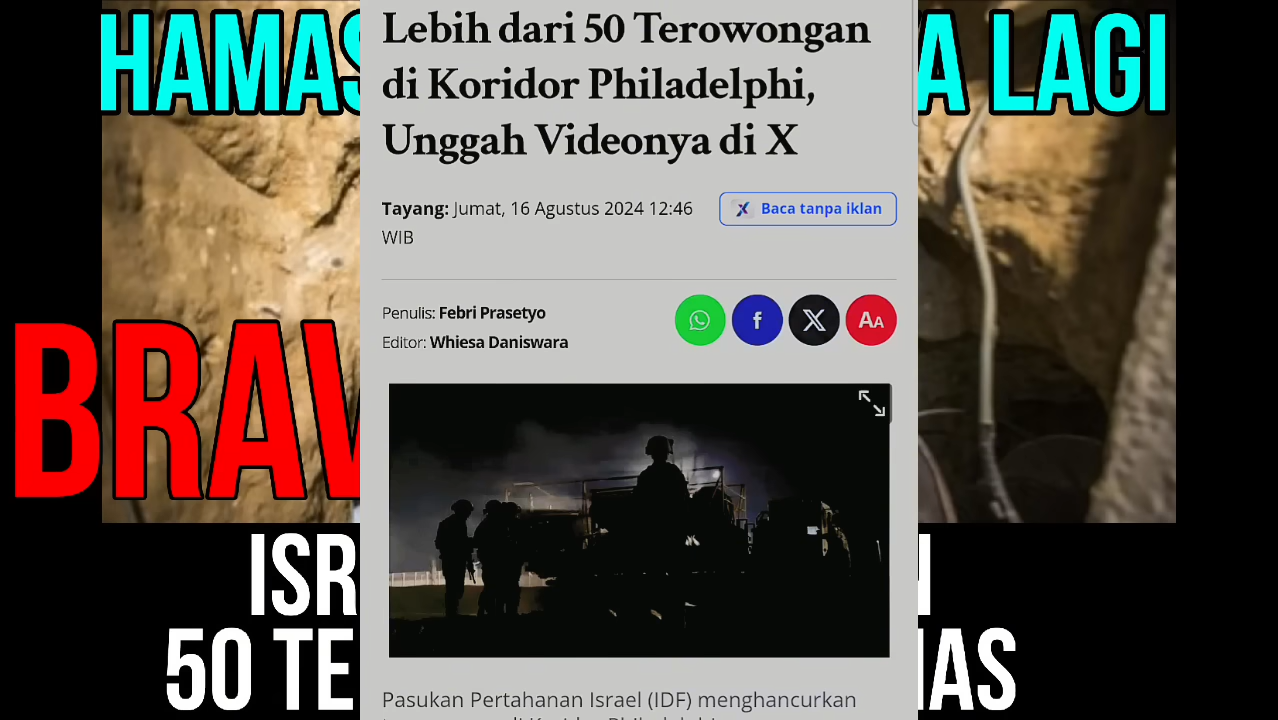 HAMAS
A LAGI
Lebih dari 50 Terowongan
di Koridor Philadelphi,
Unggah Videonya di X
Tayang: Jumat, 16 Agustus 2024 12:46
WIB
X Baca tanpa iklan
Penulis: Febri Prasetyo
Editor: Whiesa Daniswara
f X AA
BRAV
ISR
50 TE
AS
Pasukan Pertahanan Israel (IDF) menghancurkan